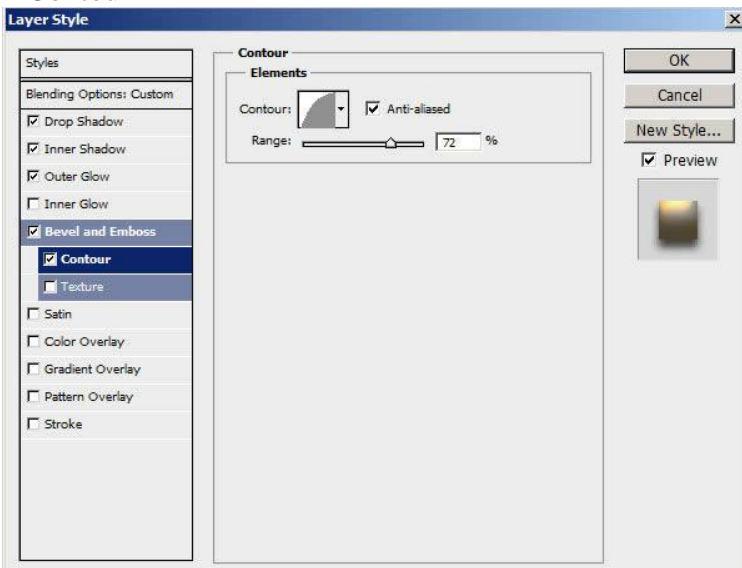 Layer Style
Styles
Blending Options: Custom
Drop Shadow
Inner Shadow
Outer Glow
Inner Glow
Bevel and Emboss
Contour
Texture
Satin
Color Overlay
Gradient Overlay
Pattern Overlay
Stroke
Contour
Elements
Contour:
Anti-aliased
Range:
72 %
OK
Cancel
New Style...
Preview